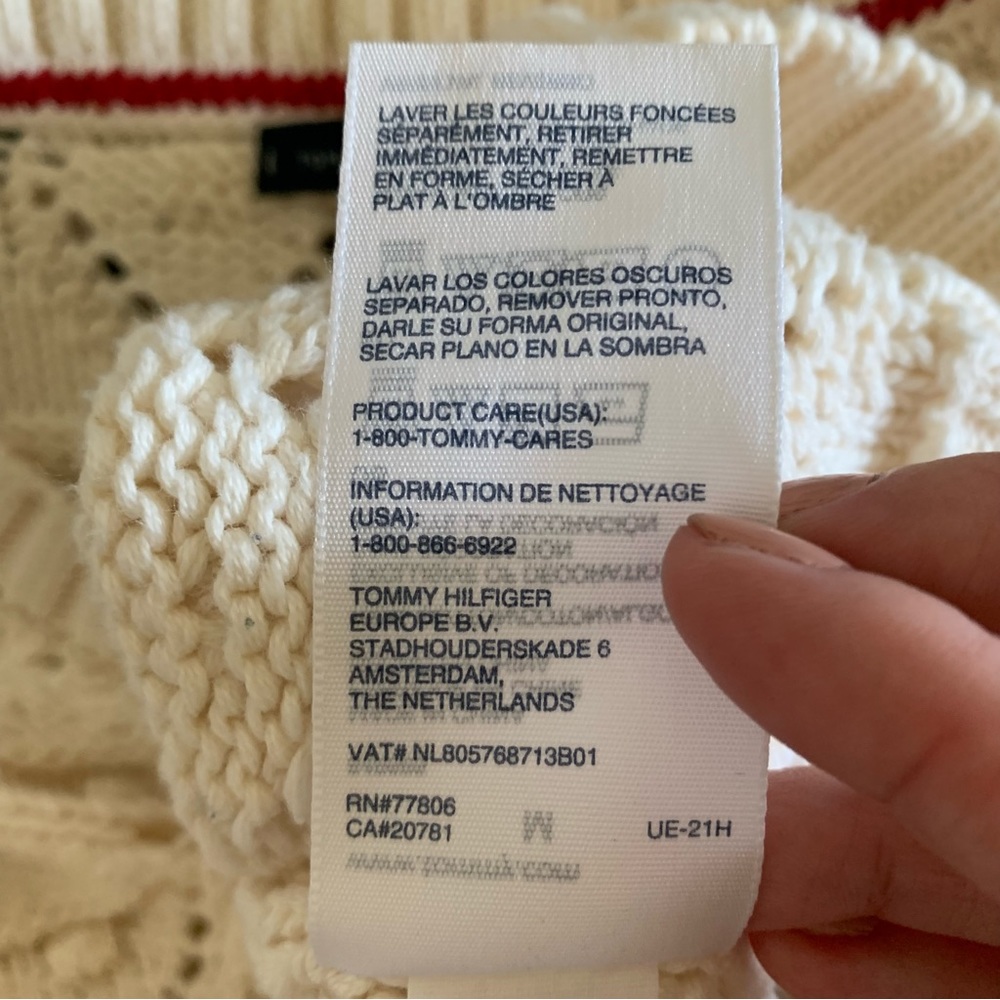 LAVER LES COULEURS FONCÉES
SÉPARÉMENT, RETIRER
IMMÉDIATEMENT, REMETTRE
EN FORME, SÉCHER À
PLAT À L'OMBRE
LAVAR LOS COLORES OSCUROS
SEPARADO, REMOVER PRONTO,
DARLE SU FORMA ORIGINAL,
SECAR PLANO EN LA SOMBRA
PRODUCT CARE(USA):
1-800-TOMMY-CARES
INFORMATION DE NETTOYAGE
(USA):
1-800-866-6922
TOMMY HILFIGER
EUROPE B.V.
STADHOUDERSKADE 6
AMSTERDAM,
THE NETHERLANDS
VAT# NL805768713B01
RN#77806
CA#20781 UE-21H